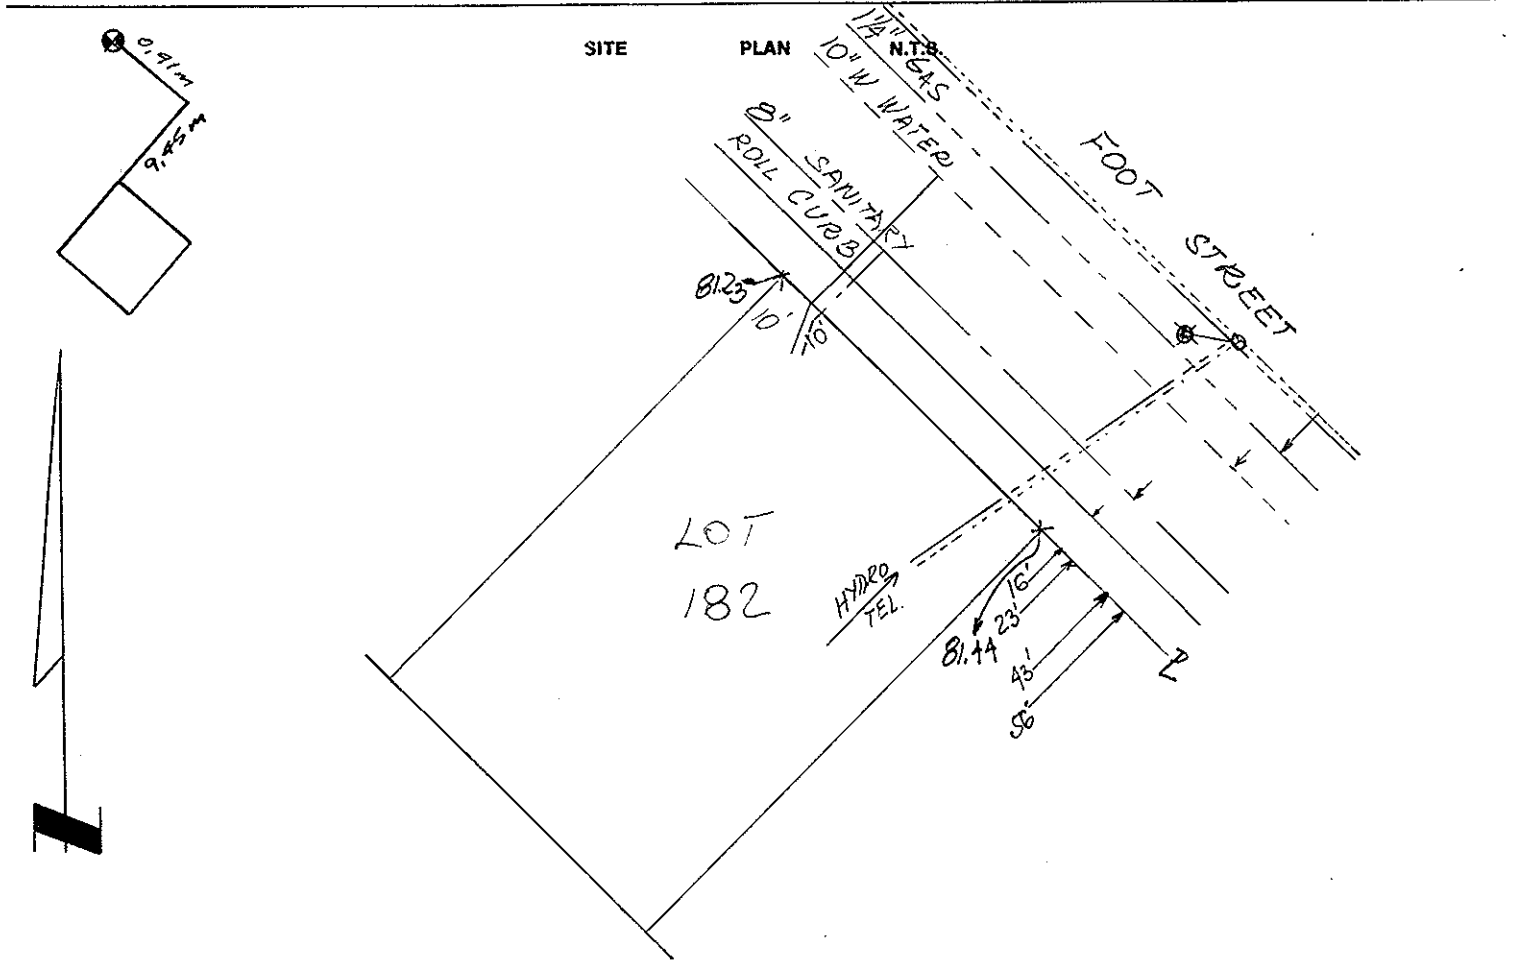 SITE PLAN N.T.S.
0.91m
9.45m
1¼" GAS
10" W WATER
8" SANITARY
ROLL CURB
FOOT
STREET
81.23
10'
10'
LOT
182
HYDRO
TEL.
16'
23'
81.44
43'
56'